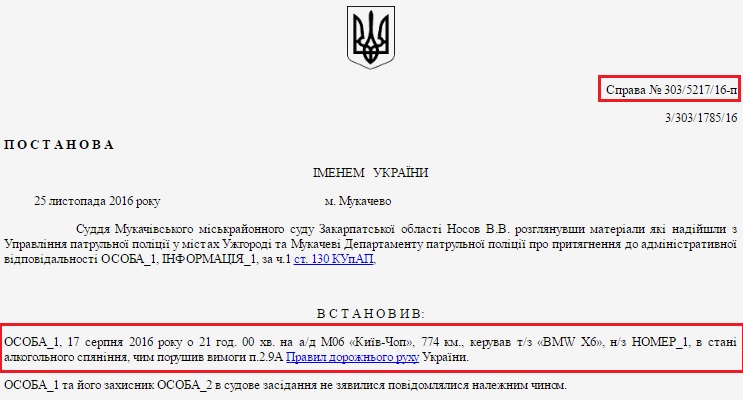 Справа № 303/5217/16-п
3/303/1785/16
ПОСТАНОВА
ІМЕНЕМ УКРАЇНИ
25 листопада 2016 року м. Мукачево
Суддя Мукачівського міськрайонного суду Закарпатської області Носов В.В. розглянувши матеріали які надійшли з
Управління патрульної поліції у містах Ужгороді та Мукачеві Департаменту патрульної поліції про притягнення до адміністративної
відповідальності ОСОБА_1, ІНФОРМАЦІЯ_1, за ч.1 ст. 130 КУпАП,
ВСТАНОВИВ:
ОСОБА_1, 17 серпня 2016 року о 21 год. 00 хв. на а/д М06 «Київ-Чоп», 774 км., керував т/з «BMW X6», н/з НОМЕР_1, в стані
алкогольного спяніння, чим порушив вимоги п.2.9А Правил дорожнього руху України.
ОСОБА_1 та його захисник ОСОБА_2 в судове засідання не зявилися повідомлялися належним чином.